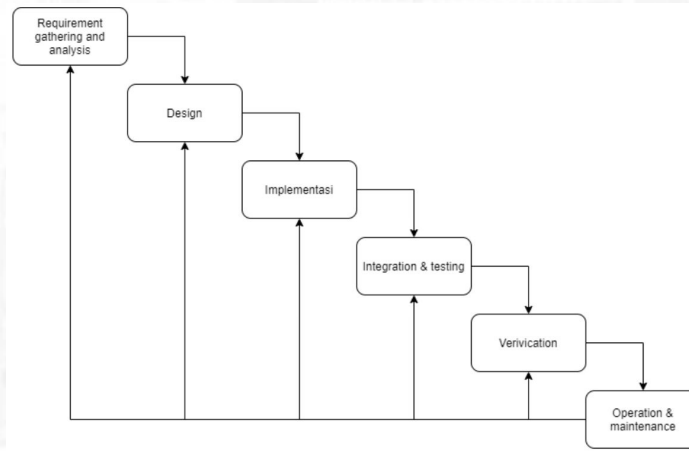 Requirement
gathering and
analysis
Design
Implementasi
Integration & testing
Verivication
Operation &
maintenance